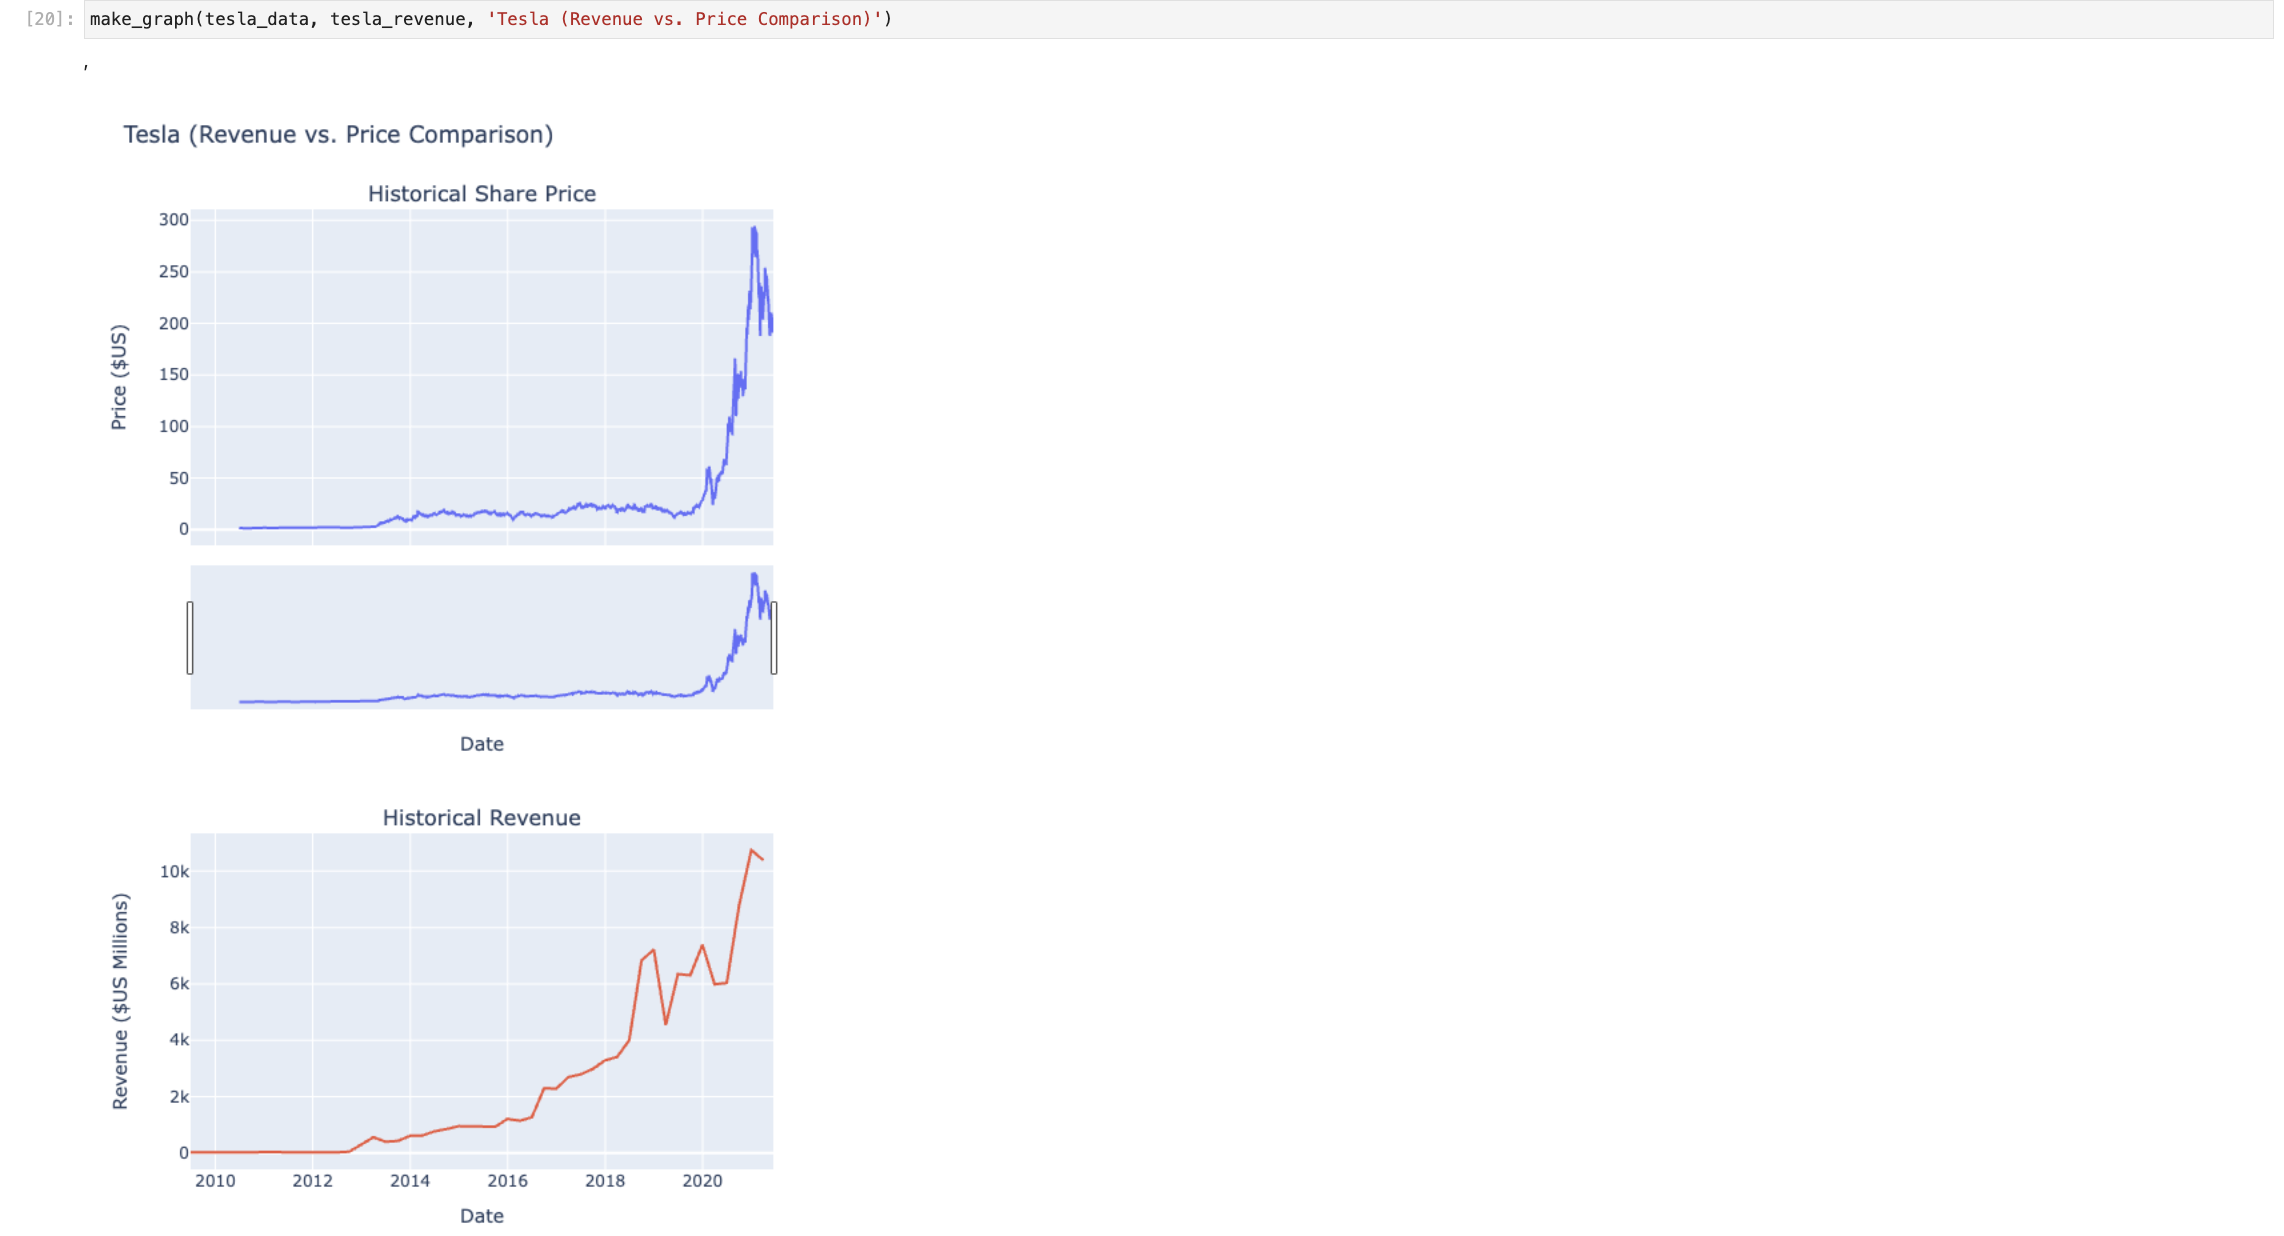 [20]: make_graph(tesla_data, tesla_revenue, 'Tesla (Revenue vs. Price Comparison)')
,
Tesla (Revenue vs. Price Comparison)
Historical Share Price
300
250
200
150
100
50
0
Price ($US)
Date
Historical Revenue
10k
8k
6k
4k
2k
0
Revenue ($US Millions)
2010 2012 2014 2016 2018 2020
Date